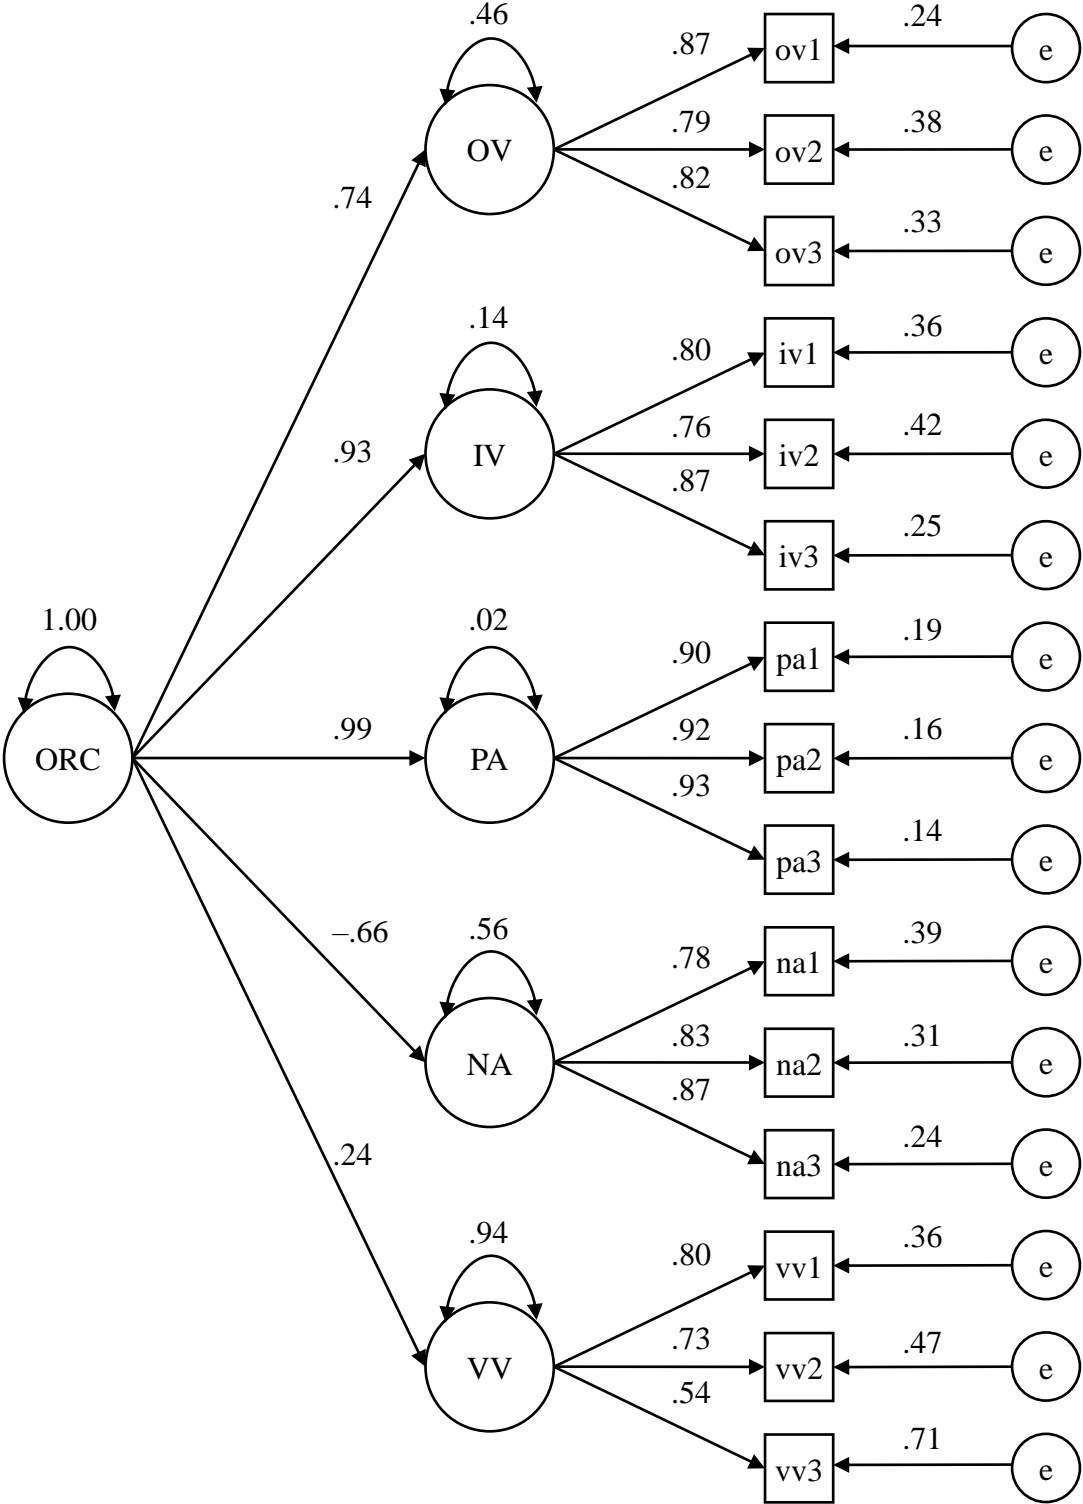 .46
.87
ov1
.24
e
OV
.79
ov2
.38
e
.82
ov3
.33
e
.74
.14
.80
iv1
.36
e
IV
.76
iv2
.42
e
.87
iv3
.25
e
.93
1.00
ORC
.99
.02
.90
pa1
.19
e
PA
.92
pa2
.16
e
.93
pa3
.14
e
–.66
.56
.78
na1
.39
e
NA
.83
na2
.31
e
.87
na3
.24
e
.24
.94
.80
vv1
.36
e
VV
.73
vv2
.47
e
.54
vv3
.71
e